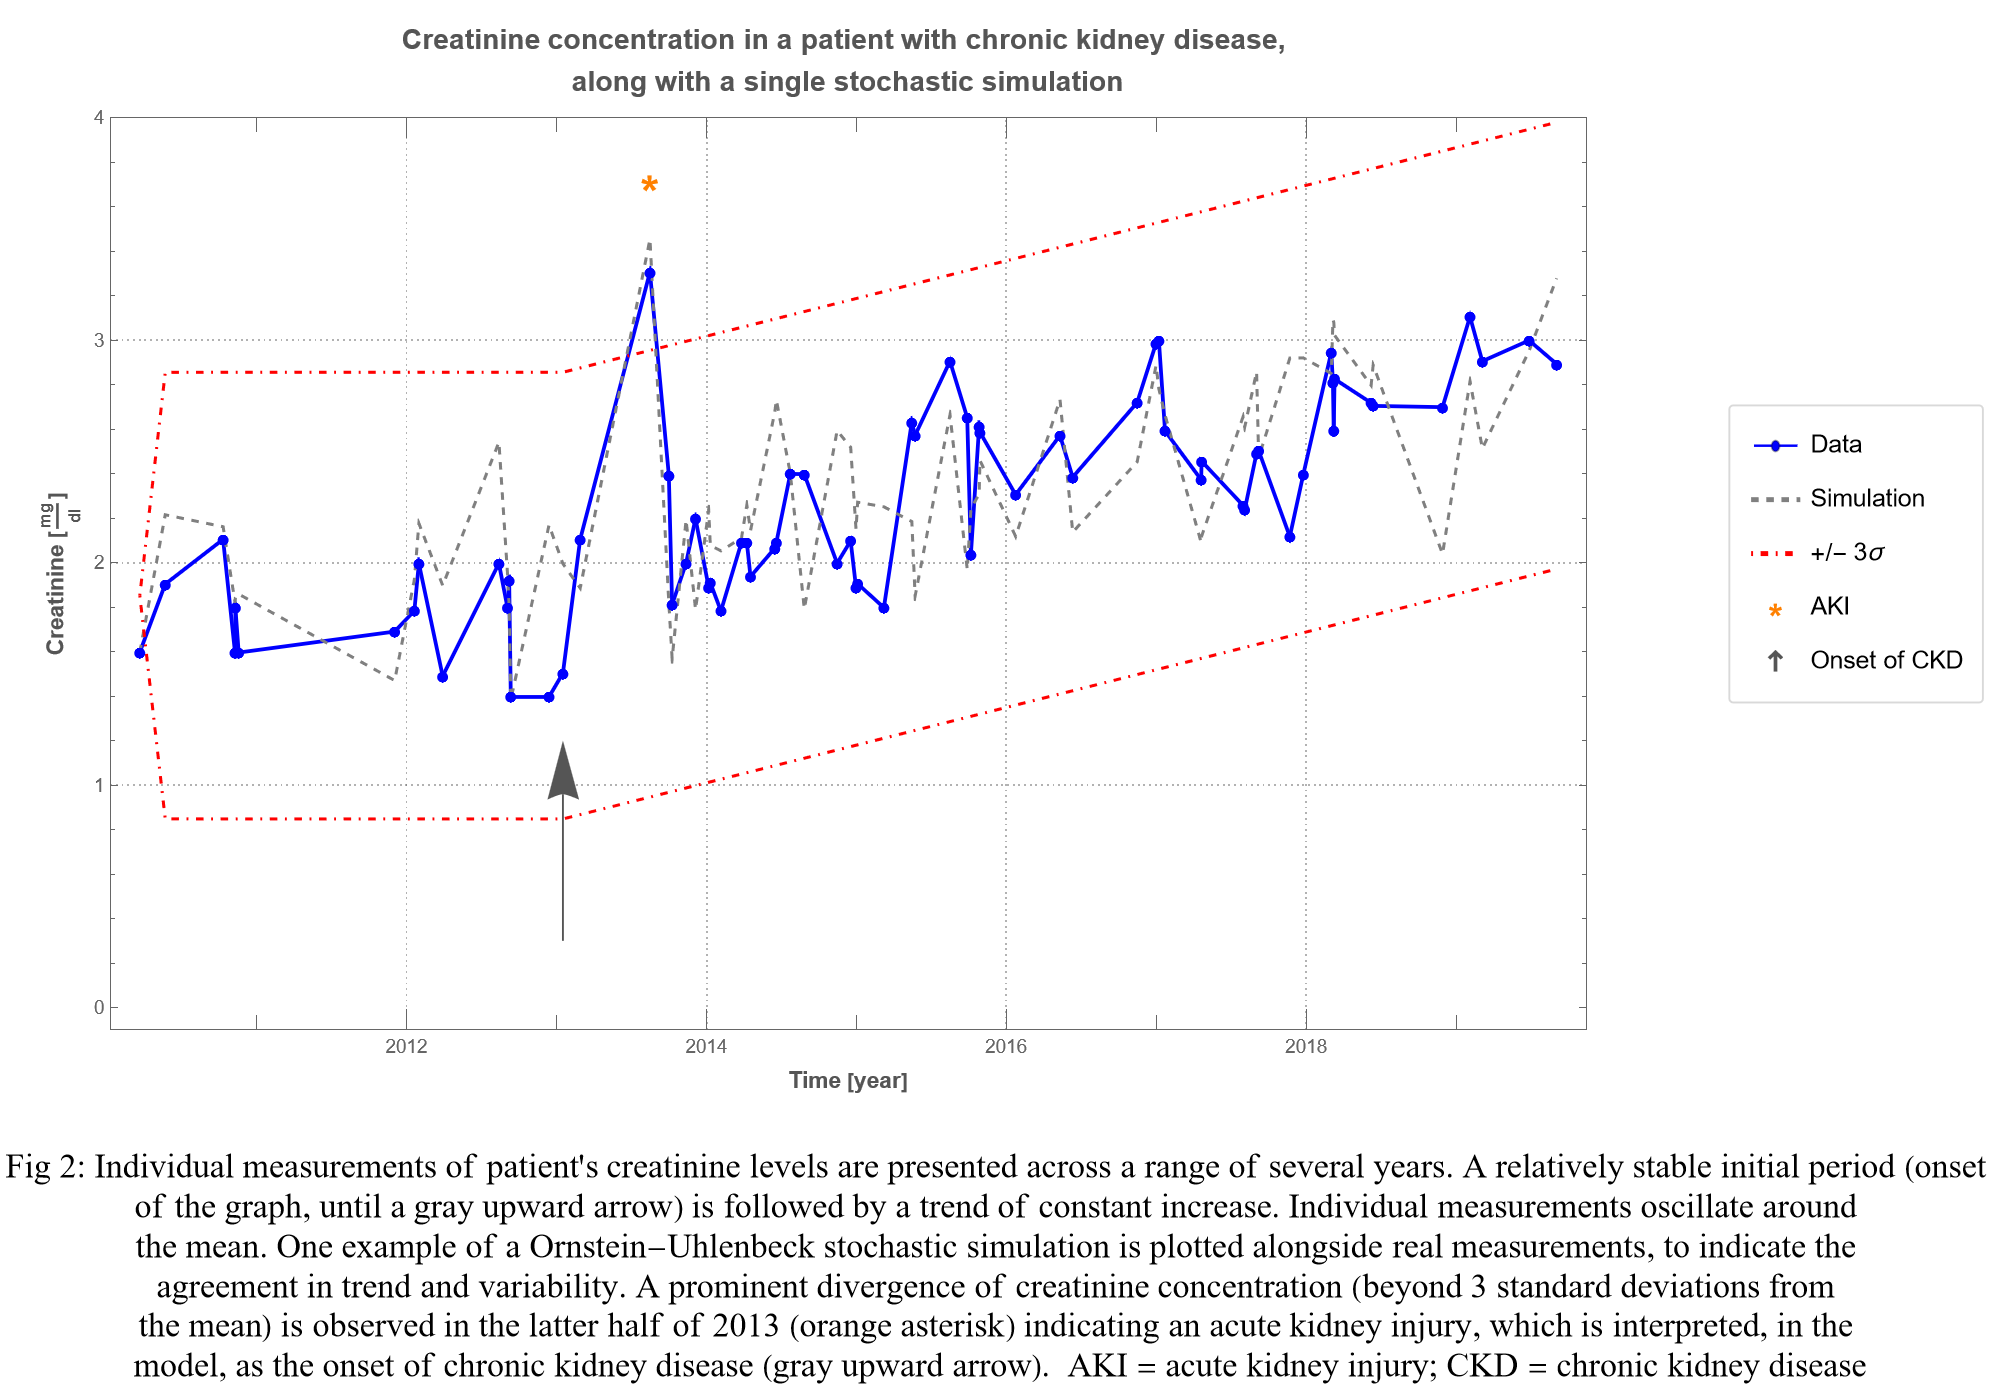 Creatinine concentration in a patient with chronic kidney disease,
along with a single stochastic simulation
4
3
2
1
0
Creatinine [mg/dl]
2012
2014
2016
2018
Time [year]
*
Data
Simulation
+/− 3σ
* AKI
↑ Onset of CKD
Fig 2: Individual measurements of patient's creatinine levels are presented across a range of several years. A relatively stable initial period (onset
of the graph, until a gray upward arrow) is followed by a trend of constant increase. Individual measurements oscillate around
the mean. One example of a Ornstein−Uhlenbeck stochastic simulation is plotted alongside real measurements, to indicate the
agreement in trend and variability. A prominent divergence of creatinine concentration (beyond 3 standard deviations from
the mean) is observed in the latter half of 2013 (orange asterisk) indicating an acute kidney injury, which is interpreted, in the
model, as the onset of chronic kidney disease (gray upward arrow). AKI = acute kidney injury; CKD = chronic kidney disease